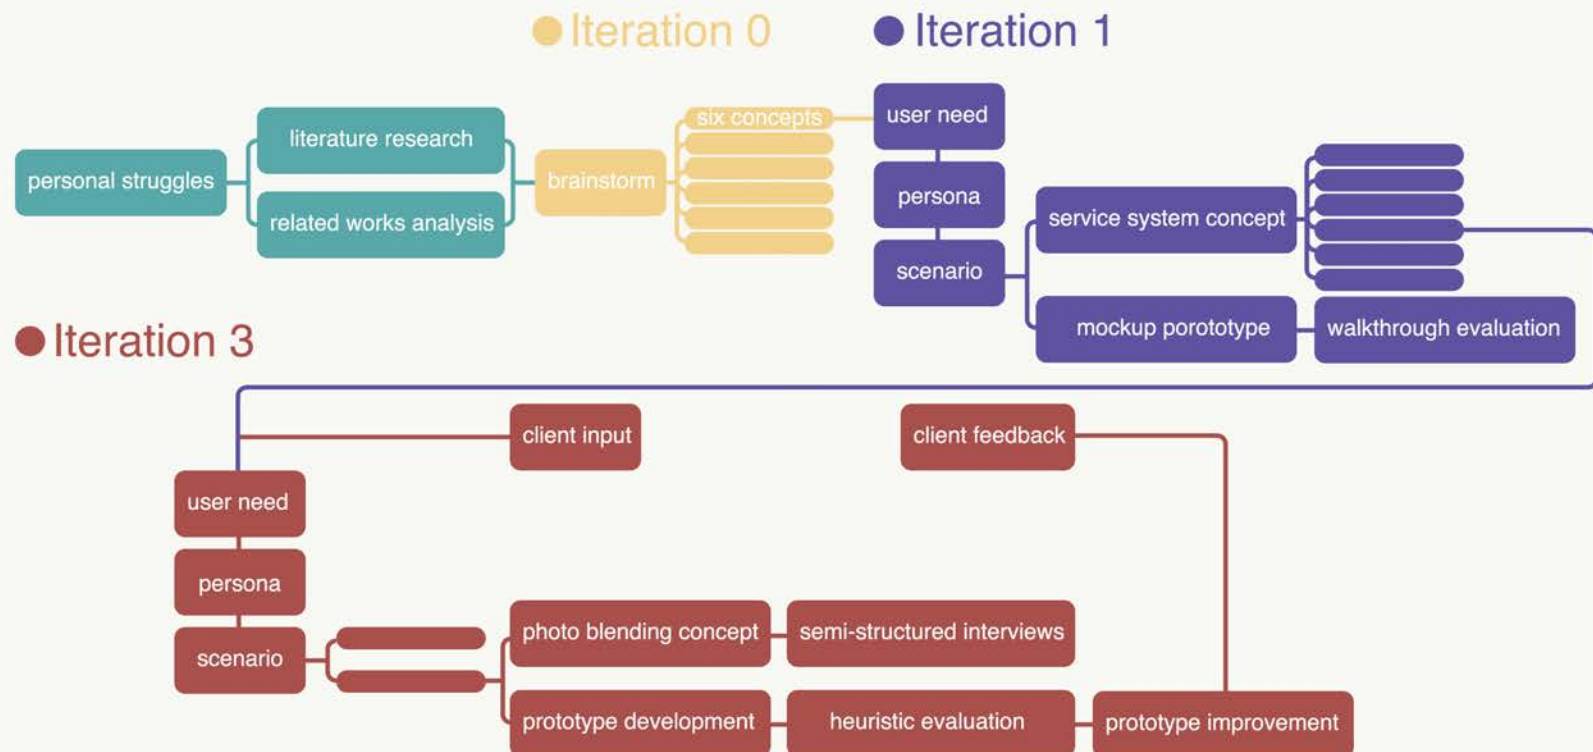 Iteration 0
Iteration 1
personal struggles
literature research
related works analysis
brainstorm
six concepts
user need
persona
scenario
service system concept
mockup porototype
walkthrough evaluation
Iteration 3
client input
client feedback
user need
persona
scenario
photo blending concept
semi-structured interviews
prototype development
heuristic evaluation
prototype improvement